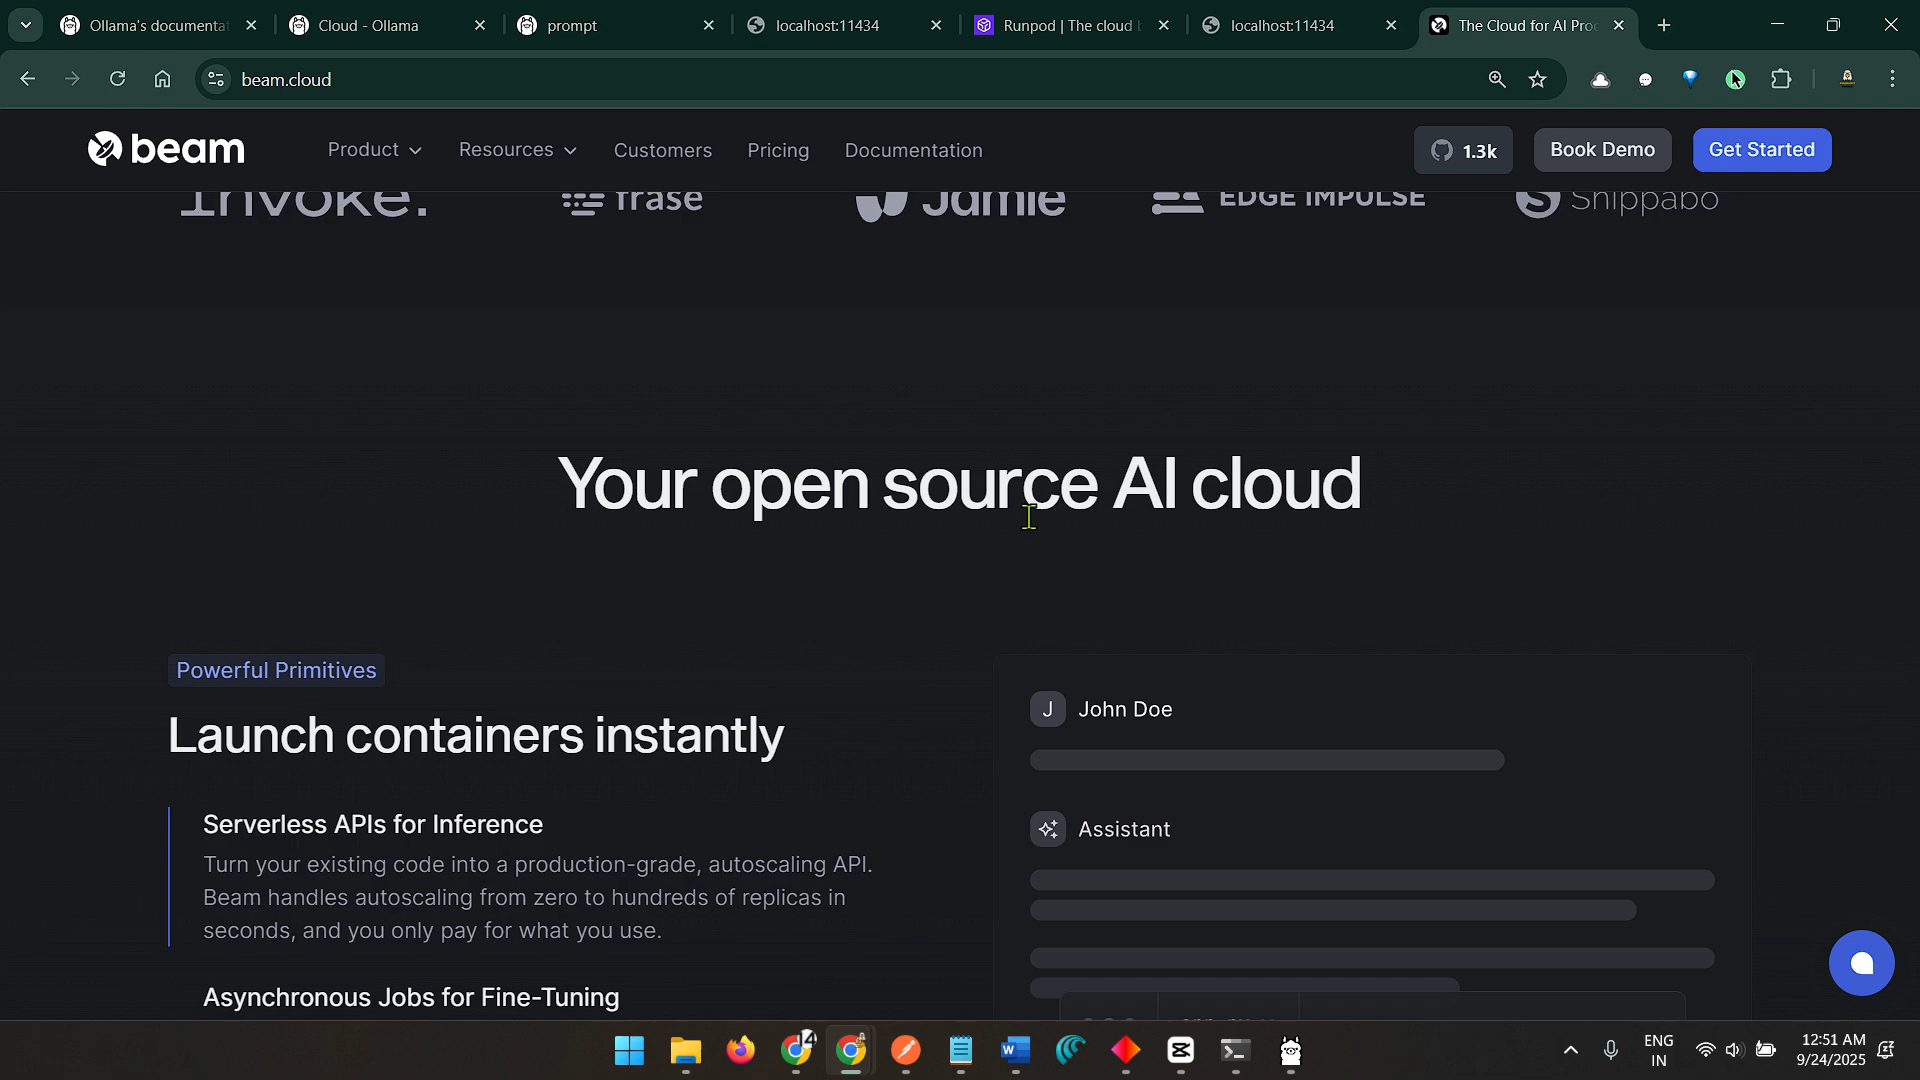 Ollama's documentat
Cloud - Ollama
prompt
localhost:11434
Runpod | The cloud b
localhost:11434
The Cloud for AI Pro
beam.cloud
beam
Product
Resources
Customers
Pricing
Documentation
1.3k
Book Demo
Get Started
invoke.
frase
Jamie
EDGE IMPULSE
Shippabo
Your open source AI cloud
Powerful Primitives
Launch containers instantly
Serverless APIs for Inference
Turn your existing code into a production-grade, autoscaling API.
Beam handles autoscaling from zero to hundreds of replicas in
seconds, and you only pay for what you use.
Asynchronous Jobs for Fine-Tuning
J John Doe
Assistant
ENG
IN
12:51 AM
9/24/2025